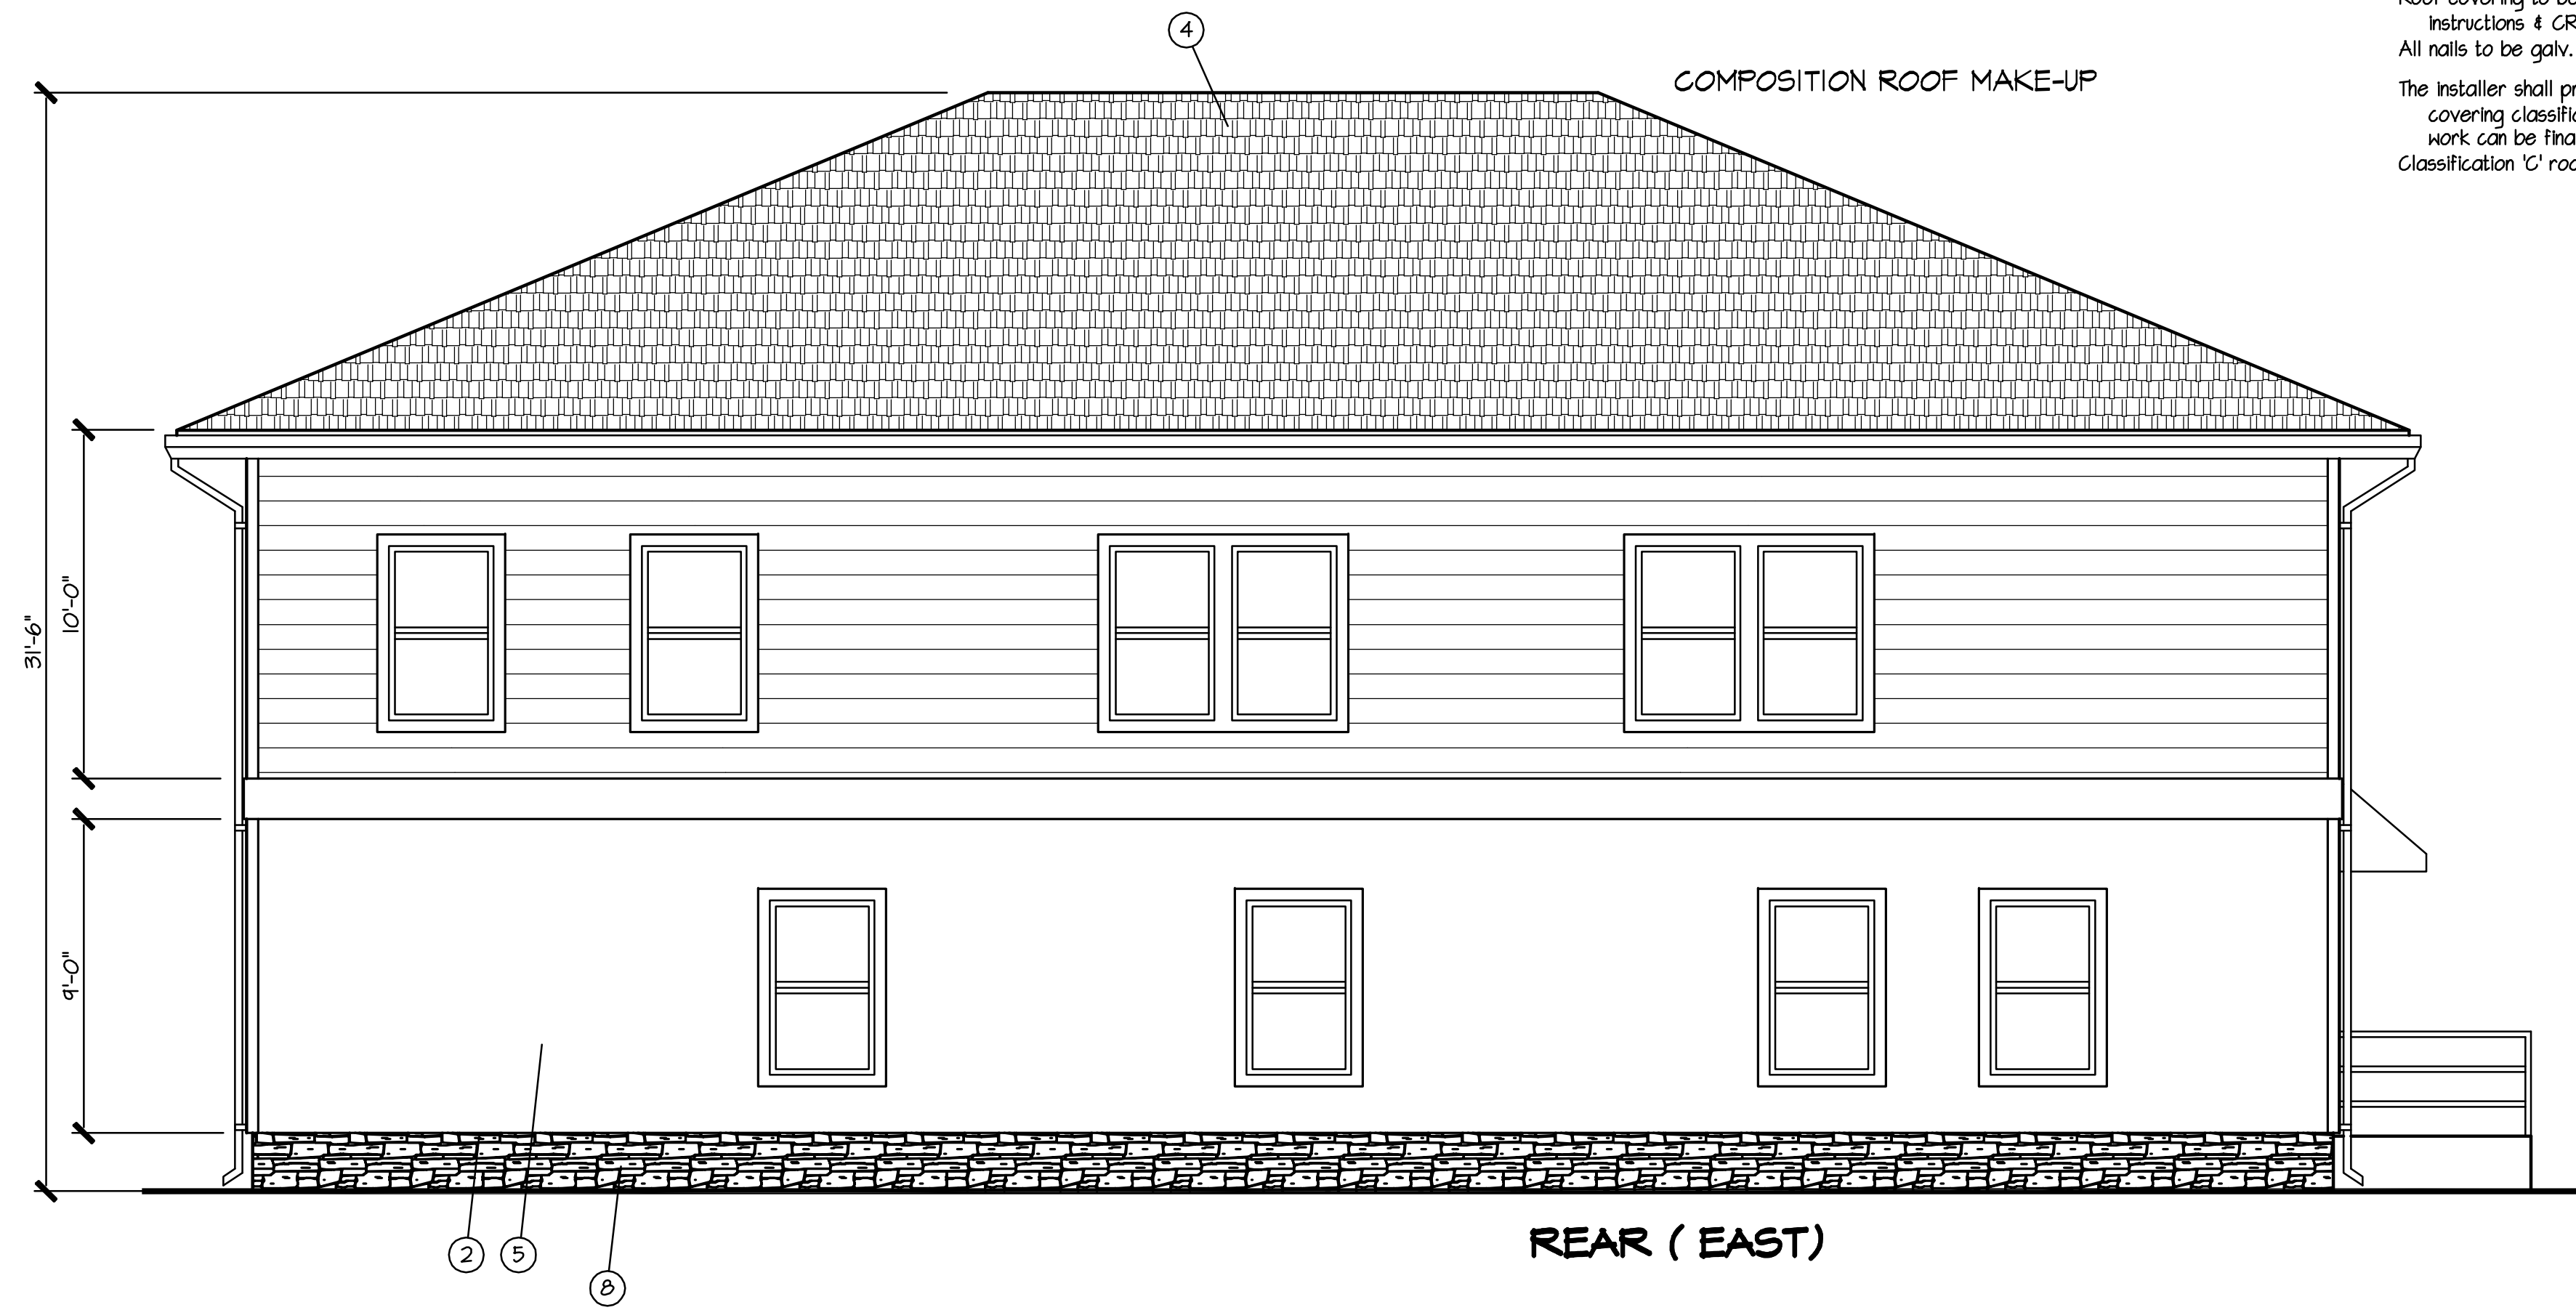 4
COMPOSITION ROOF MAKE-UP
instructions & CR
All nails to be galv.
The installer shall pr
covering classific
work can be fina
Classification 'C' roo
31'-6"
10'-0"
9'-0"
2
5
8
REAR ( EAST)